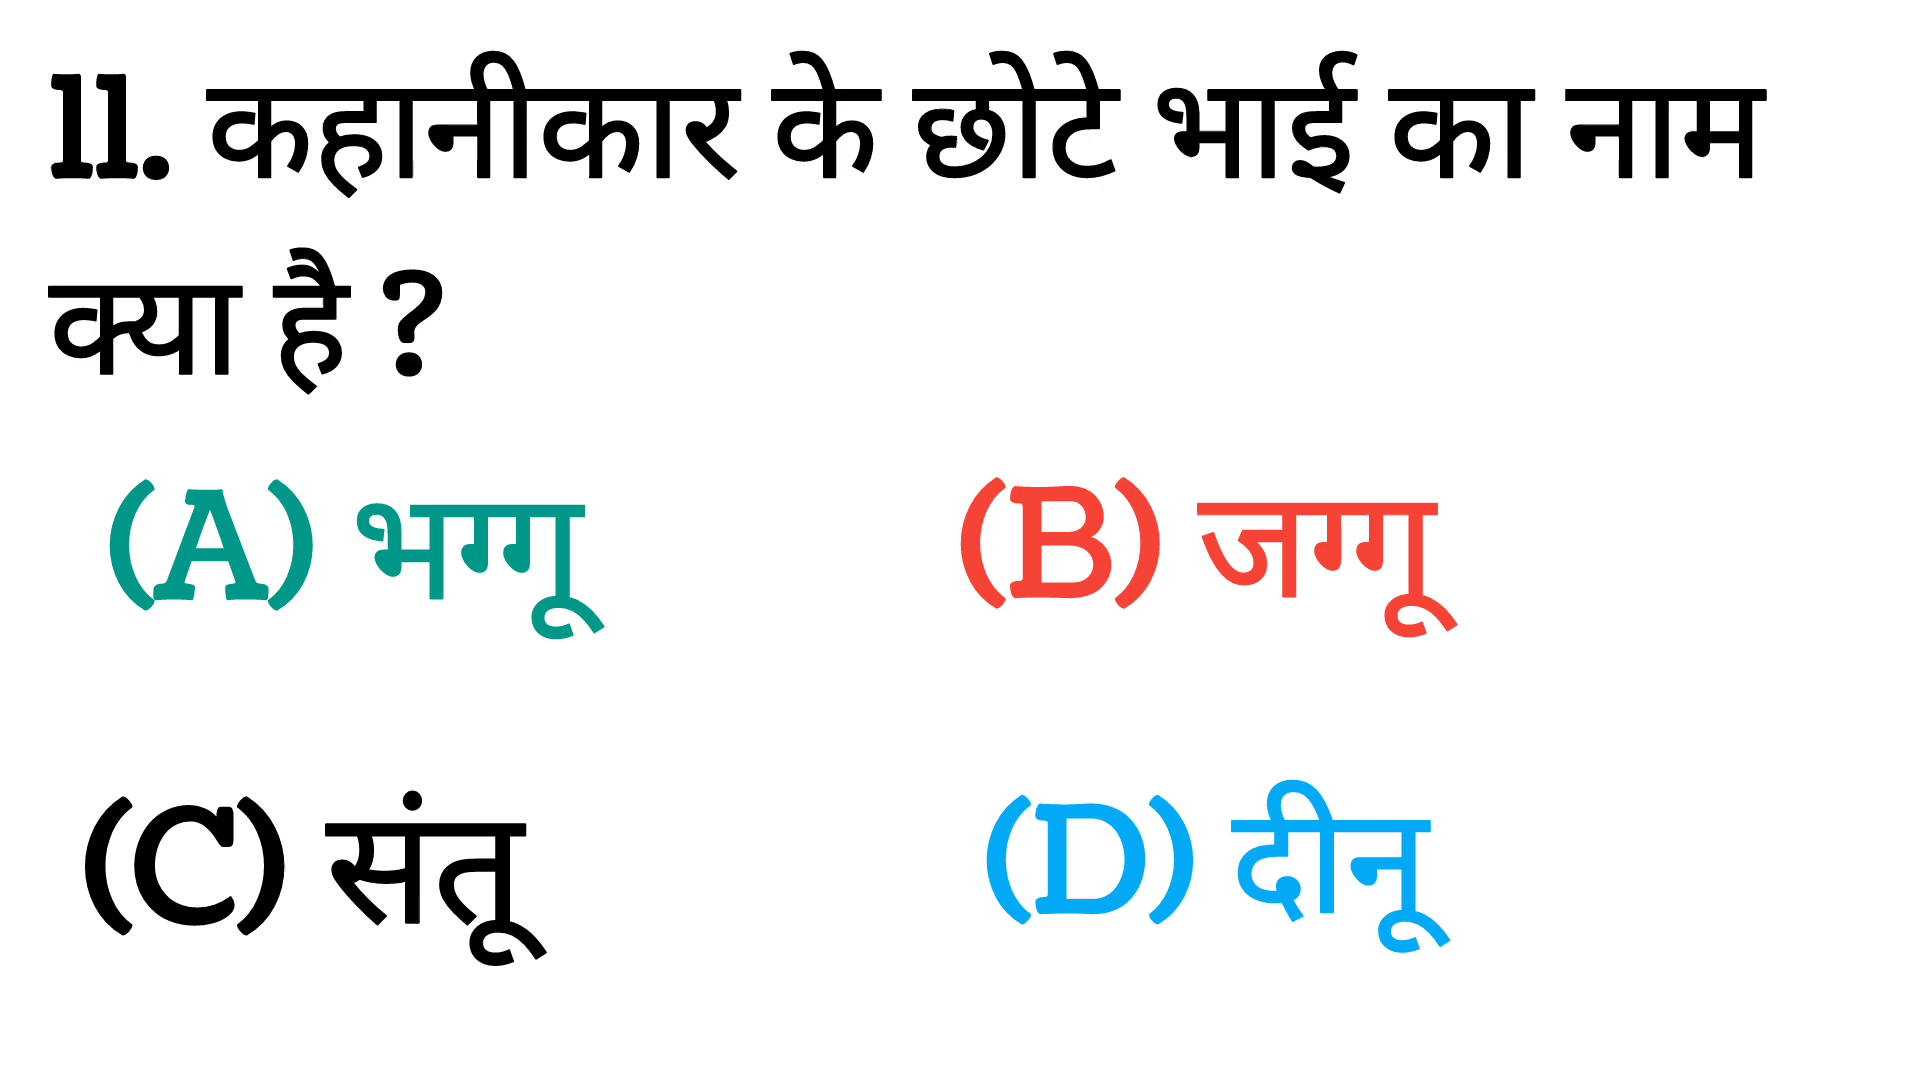 11. कहानीकार के छोटे भाई का नाम
क्या है ?
(A) भग्गू
(B) जग्गू
(C) संतू
(D) दीनू